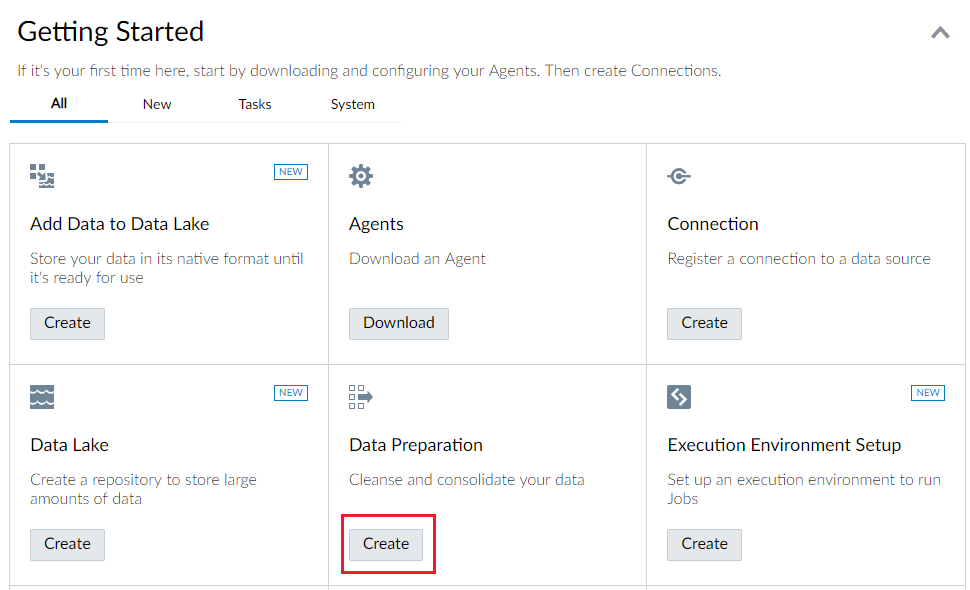 Getting Started
If it's your first time here, start by downloading and configuring your Agents. Then create Connections.
All New Tasks System
NEW
Add Data to Data Lake
Store your data in its native format until
it's ready for use
Create
Agents
Download an Agent
Download
Connection
Register a connection to a data source
Create
NEW
Data Lake
Create a repository to store large
amounts of data
Create
Data Preparation
Cleanse and consolidate your data
Create
NEW
Execution Environment Setup
Set up an execution environment to run
Jobs
Create